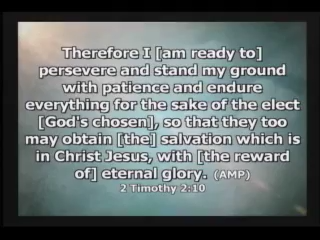 Therefore I [am ready to]
persevere and stand my ground
with patience and endure
everything for the sake of the elect
[God's chosen], so that they too
may obtain [the] salvation which is
in Christ Jesus, with [the reward
of] eternal glory. (AMP)
2 Timothy 2:10